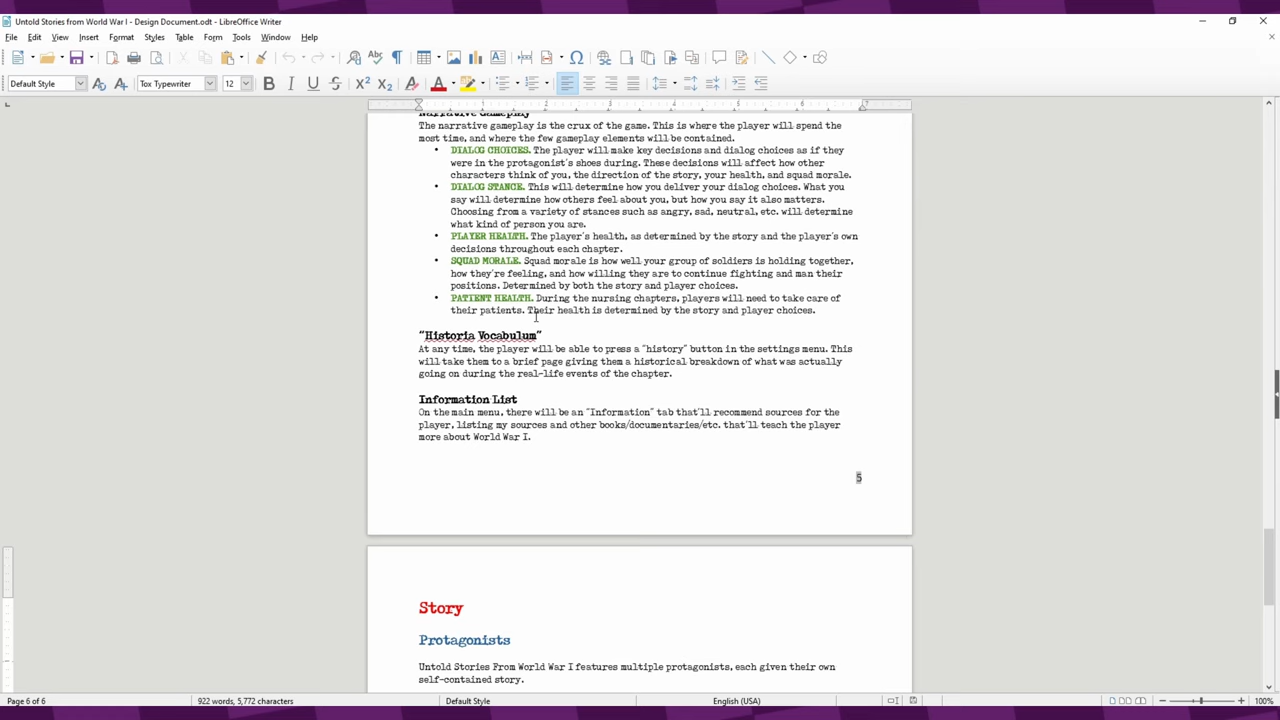 Untold Stories from World War I - Design Document.odt - LibreOffice Writer
File Edit View Insert Format Styles Table Form Tools Window Help
Default Style Tox Typewriter 12
1 2 3 4 5 6 7
Narrative Gameplay
The narrative gameplay is the crux of the game. This is where the player will spend the
most time, and where the few gameplay elements will be contained.
• DIALOG CHOICES. The player will make key decisions and dialog choices as if they
were in the protagonist's shoes during. These decisions will affect how other
characters think of you, the direction of the story, your health, and squad morale.
• DIALOG STANCE. This will determine how you deliver your dialog choices. What you
say will determine how others feel about you, but how you say it also matters.
Choosing from a variety of stances such as angry, sad, neutral, etc. will determine
what kind of person you are.
• PLAYER HEALTH. The player's health, as determined by the story and the player's own
decisions throughout each chapter.
• SQUAD MORALE. Squad morale is how well your group of soldiers is holding together,
how they're feeling, and how willing they are to continue fighting and man their
positions. Determined by both the story and player choices.
• PATIENT HEALTH. During the nursing chapters, players will need to take care of
their patients. Their health is determined by the story and player choices.
"Historia Vocabulum"
At any time, the player will be able to press a "history" button in the settings menu. This
will take them to a brief page giving them a historical breakdown of what was actually
going on during the real-life events of the chapter.
Information List
On the main menu, there will be an "Information" tab that'll recommend sources for the
player, listing my sources and other books/documentaries/etc. that'll teach the player
more about World War I.
5
Story
Protagonists
Untold Stories From World War I features multiple protagonists, each given their own
self-contained story.
Page 6 of 6 922 words, 5,772 characters Default Style English (USA) 100%